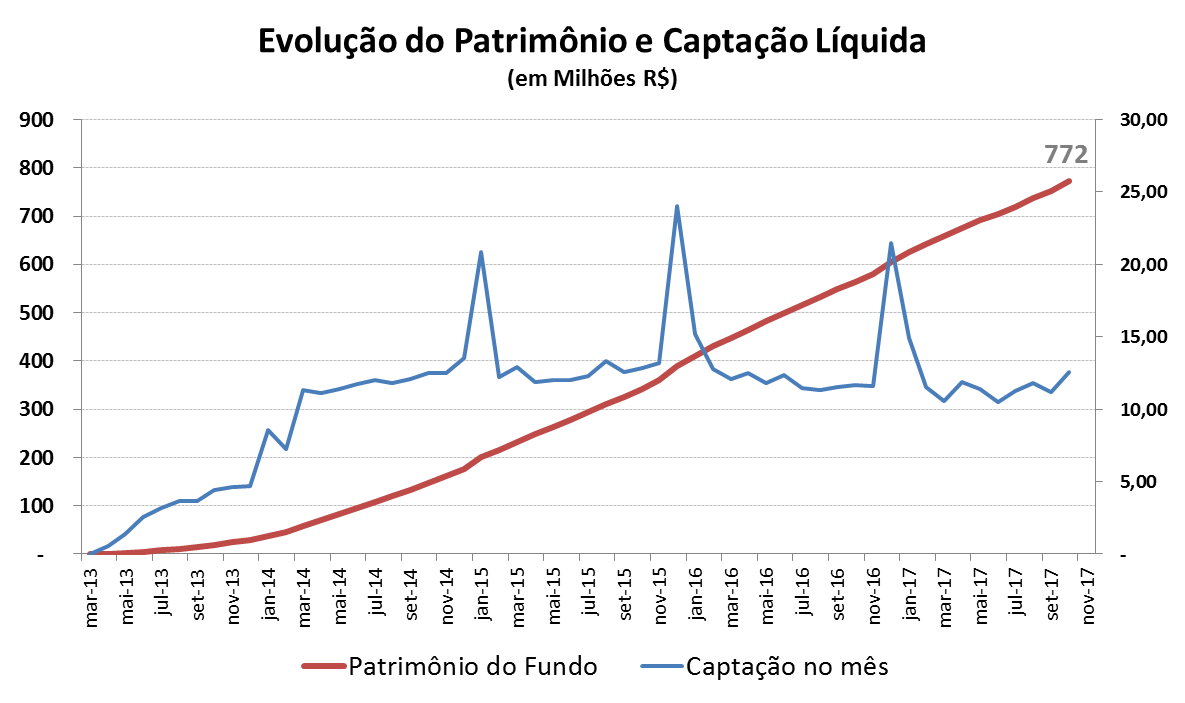 Evolução do Patrimônio e Captação Líquida
(em Milhões R$)
900
800
700
600
500
400
300
200
100
-
30,00
25,00
20,00
15,00
10,00
5,00
-
772
mar-13
mai-13
jul-13
set-13
nov-13
jan-14
mar-14
mai-14
jul-14
set-14
nov-14
jan-15
mar-15
mai-15
jul-15
set-15
nov-15
jan-16
mar-16
mai-16
jul-16
set-16
nov-16
jan-17
mar-17
mai-17
jul-17
set-17
nov-17
Patrimônio do Fundo
Captação no mês